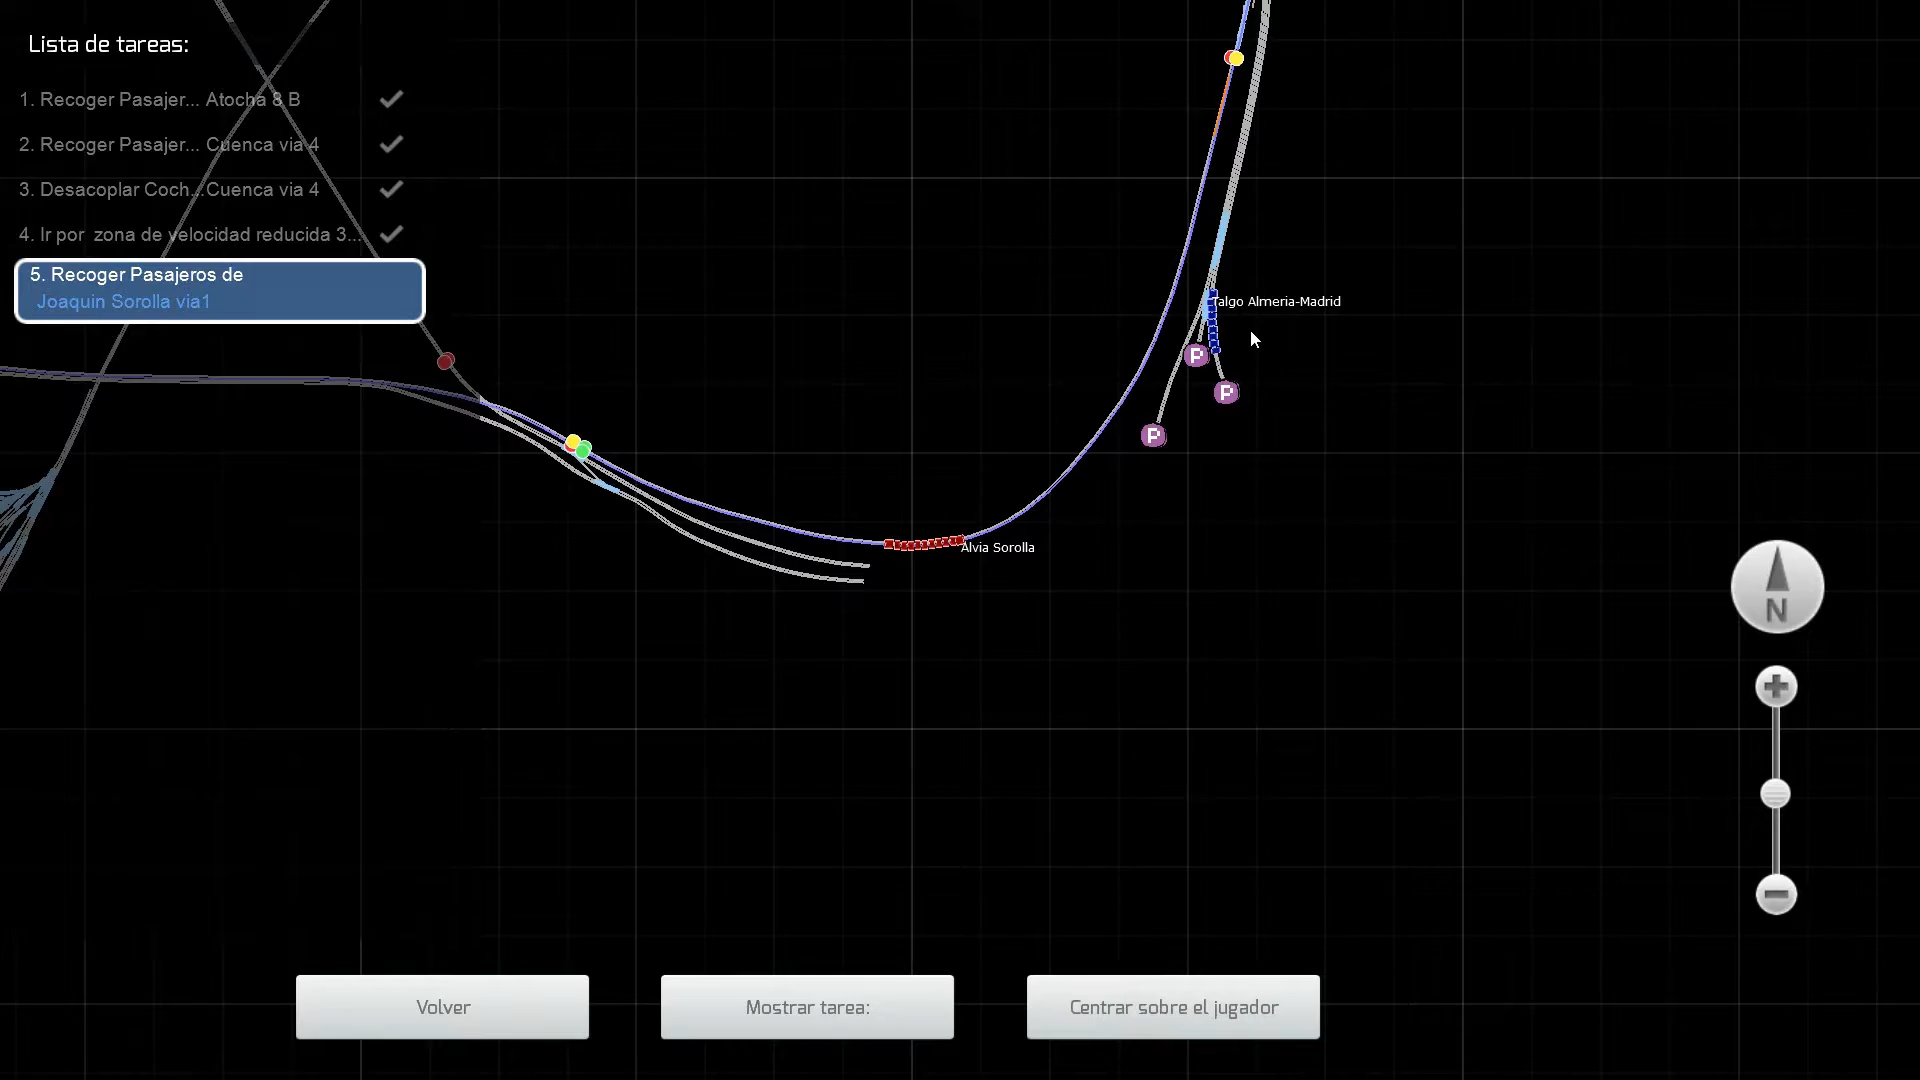 Lista de tareas:
1. Recoger Pasajer... Atocha 8 B
2. Recoger Pasajer... Cuenca via 4
3. Desacoplar Coch...Cuenca via 4
4. Ir por  zona de velocidad reducida 3...
5. Recoger Pasajeros de
Joaquin Sorolla via1
Talgo Almeria-Madrid
P
P
P
Alvia Sorolla
N
Volver
Mostrar tarea:
Centrar sobre el jugador